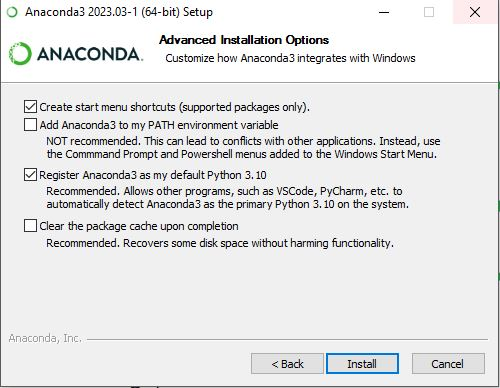 Anaconda3 2023.03-1 (64-bit) Setup
ANACONDA.
Advanced Installation Options
Customize how Anaconda3 integrates with Windows
Create start menu shortcuts (supported packages only).
Add Anaconda3 to my PATH environment variable
NOT recommended. This can lead to conflicts with other applications. Instead, use
the Commmand Prompt and Powershell menus added to the Windows Start Menu.
Register Anaconda3 as my default Python 3.10
Recommended. Allows other programs, such as VSCode, PyCharm, etc. to
automatically detect Anaconda3 as the primary Python 3.10 on the system.
Clear the package cache upon completion
Recommended. Recovers some disk space without harming functionality.
Anaconda, Inc.
< Back
Install
Cancel